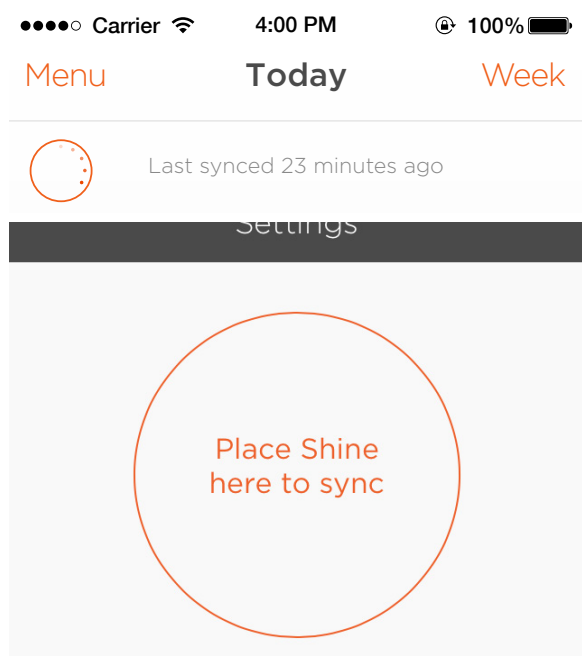 Carrier 4:00 PM 100%
Menu Today Week
Last synced 23 minutes ago
Settings
Place Shine
here to sync